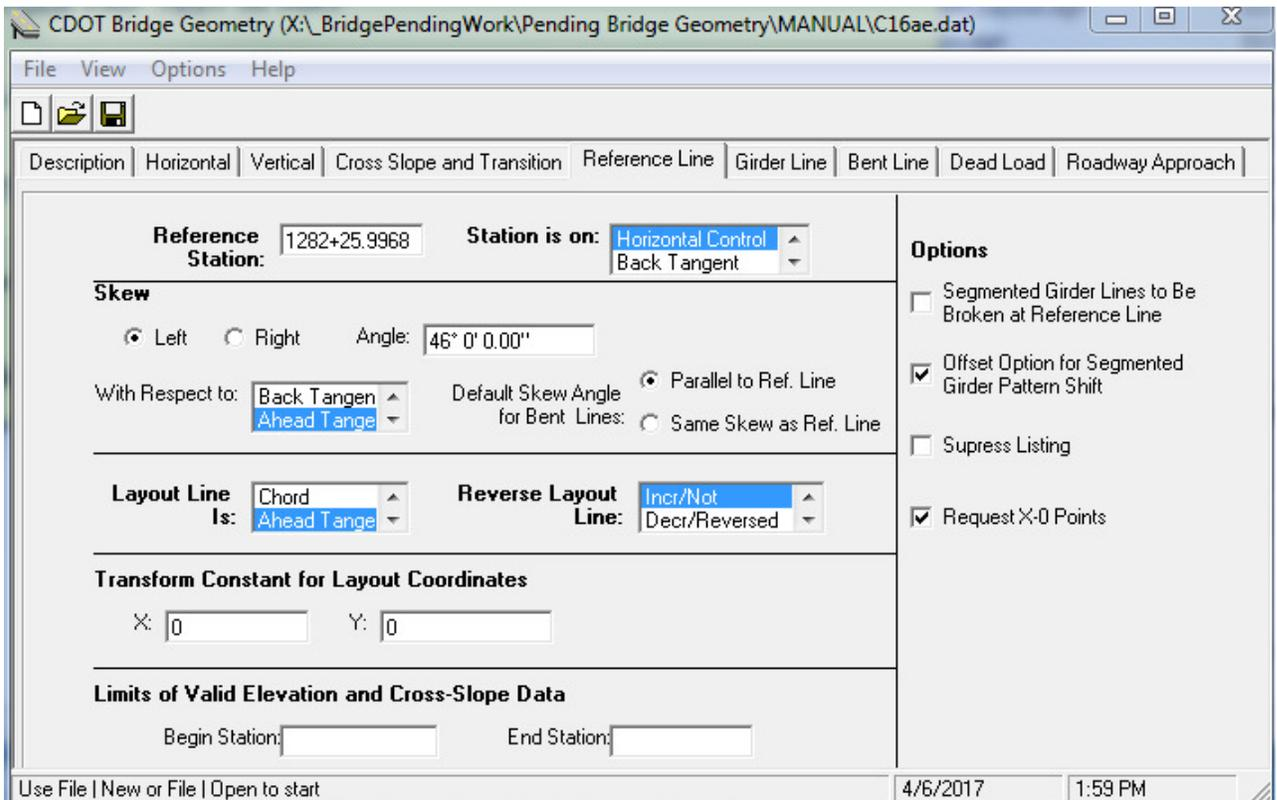 CDOT Bridge Geometry (X:\_BridgePendingWork\Pending Bridge Geometry\MANUAL\C16ae.dat)
File View Options Help
Description Horizontal Vertical Cross Slope and Transition Reference Line Girder Line Bent Line Dead Load Roadway Approach
Reference Station: 1282+25.9968 Station is on: Horizontal Control
Back Tangent
Skew
Left Right Angle: 46° 0' 0.00"
With Respect to: Back Tangen
Ahead Tange
Default Skew Angle
for Bent Lines:
Parallel to Ref. Line
Same Skew as Ref. Line
Layout Line
Is:
Chord
Ahead Tange
Reverse Layout
Line:
Incr/Not
Decr/Reversed
Transform Constant for Layout Coordinates
X: 0 Y: 0
Limits of Valid Elevation and Cross-Slope Data
Begin Station: End Station:
Options
Segmented Girder Lines to Be
Broken at Reference Line
Offset Option for Segmented
Girder Pattern Shift
Supress Listing
Request X-0 Points
Use File | New or File | Open to start 4/6/2017 1:59 PM